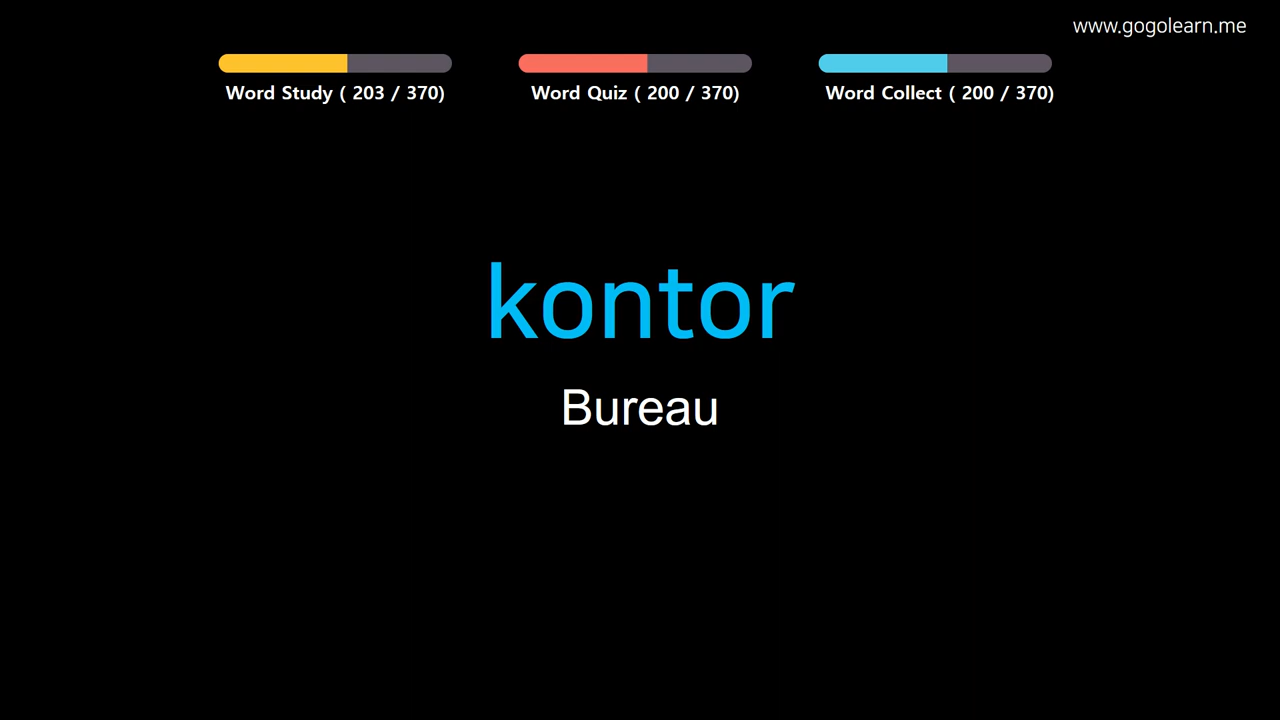 www.gogolearn.me
Word Study ( 203 / 370)
Word Quiz ( 200 / 370)
Word Collect ( 200 / 370)
kontor
Bureau